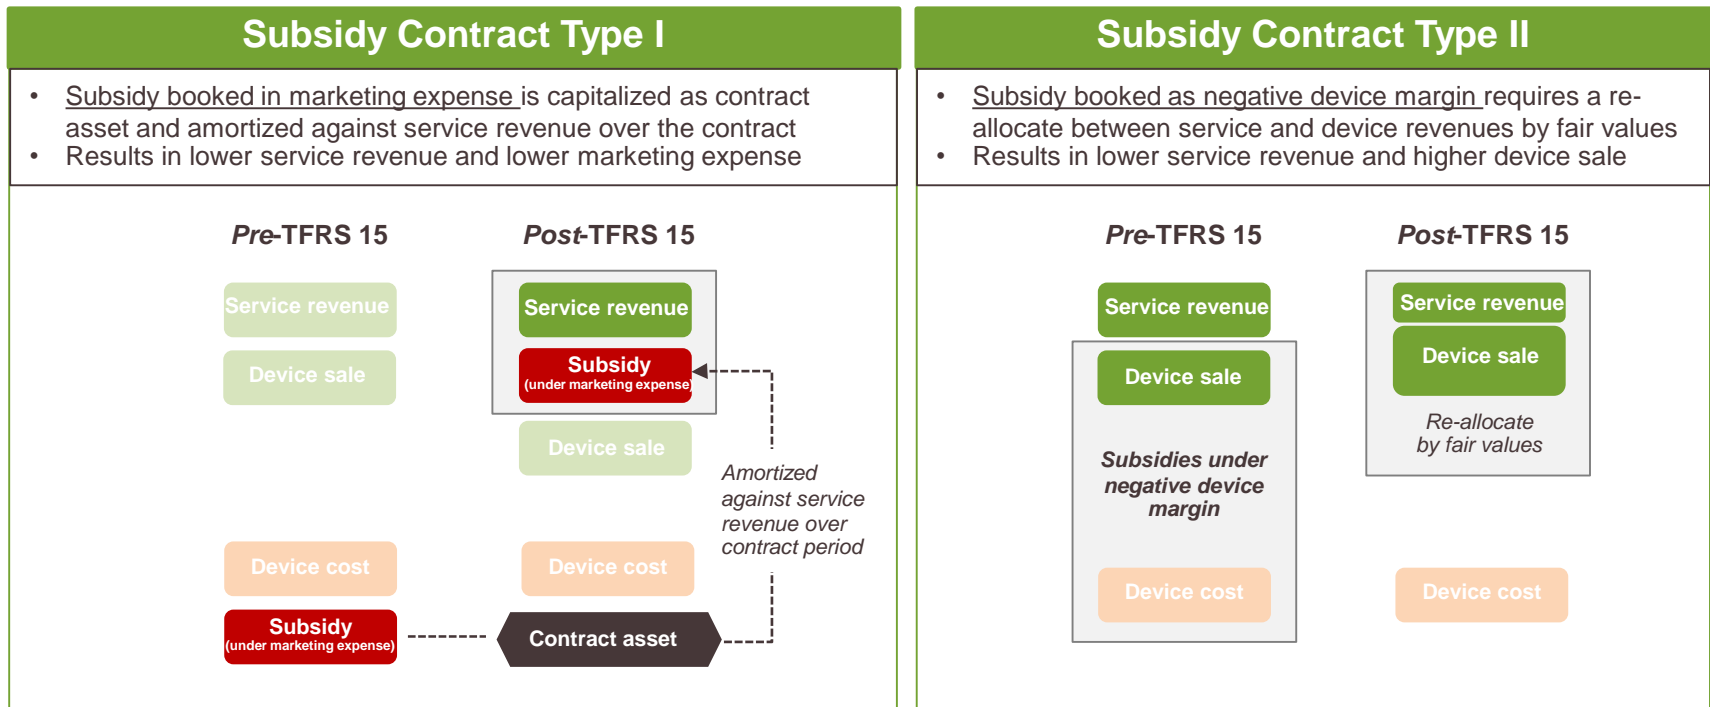 Subsidy Contract Type I
• Subsidy booked in marketing expense is capitalized as contract
asset and amortized against service revenue over the contract
• Results in lower service revenue and lower marketing expense
Pre-TFRS 15
Post-TFRS 15
Service revenue
Device sale
Device cost
Subsidy
(under marketing expense)
Service revenue
Subsidy
(under marketing expense)
Device sale
Device cost
Contract asset
Amortized
against service
revenue over
contract period
Subsidy Contract Type II
• Subsidy booked as negative device margin requires a re-
allocate between service and device revenues by fair values
• Results in lower service revenue and higher device sale
Pre-TFRS 15
Post-TFRS 15
Service revenue
Device sale
Subsidies under
negative device
margin
Device cost
Service revenue
Device sale
Re-allocate
by fair values
Device cost